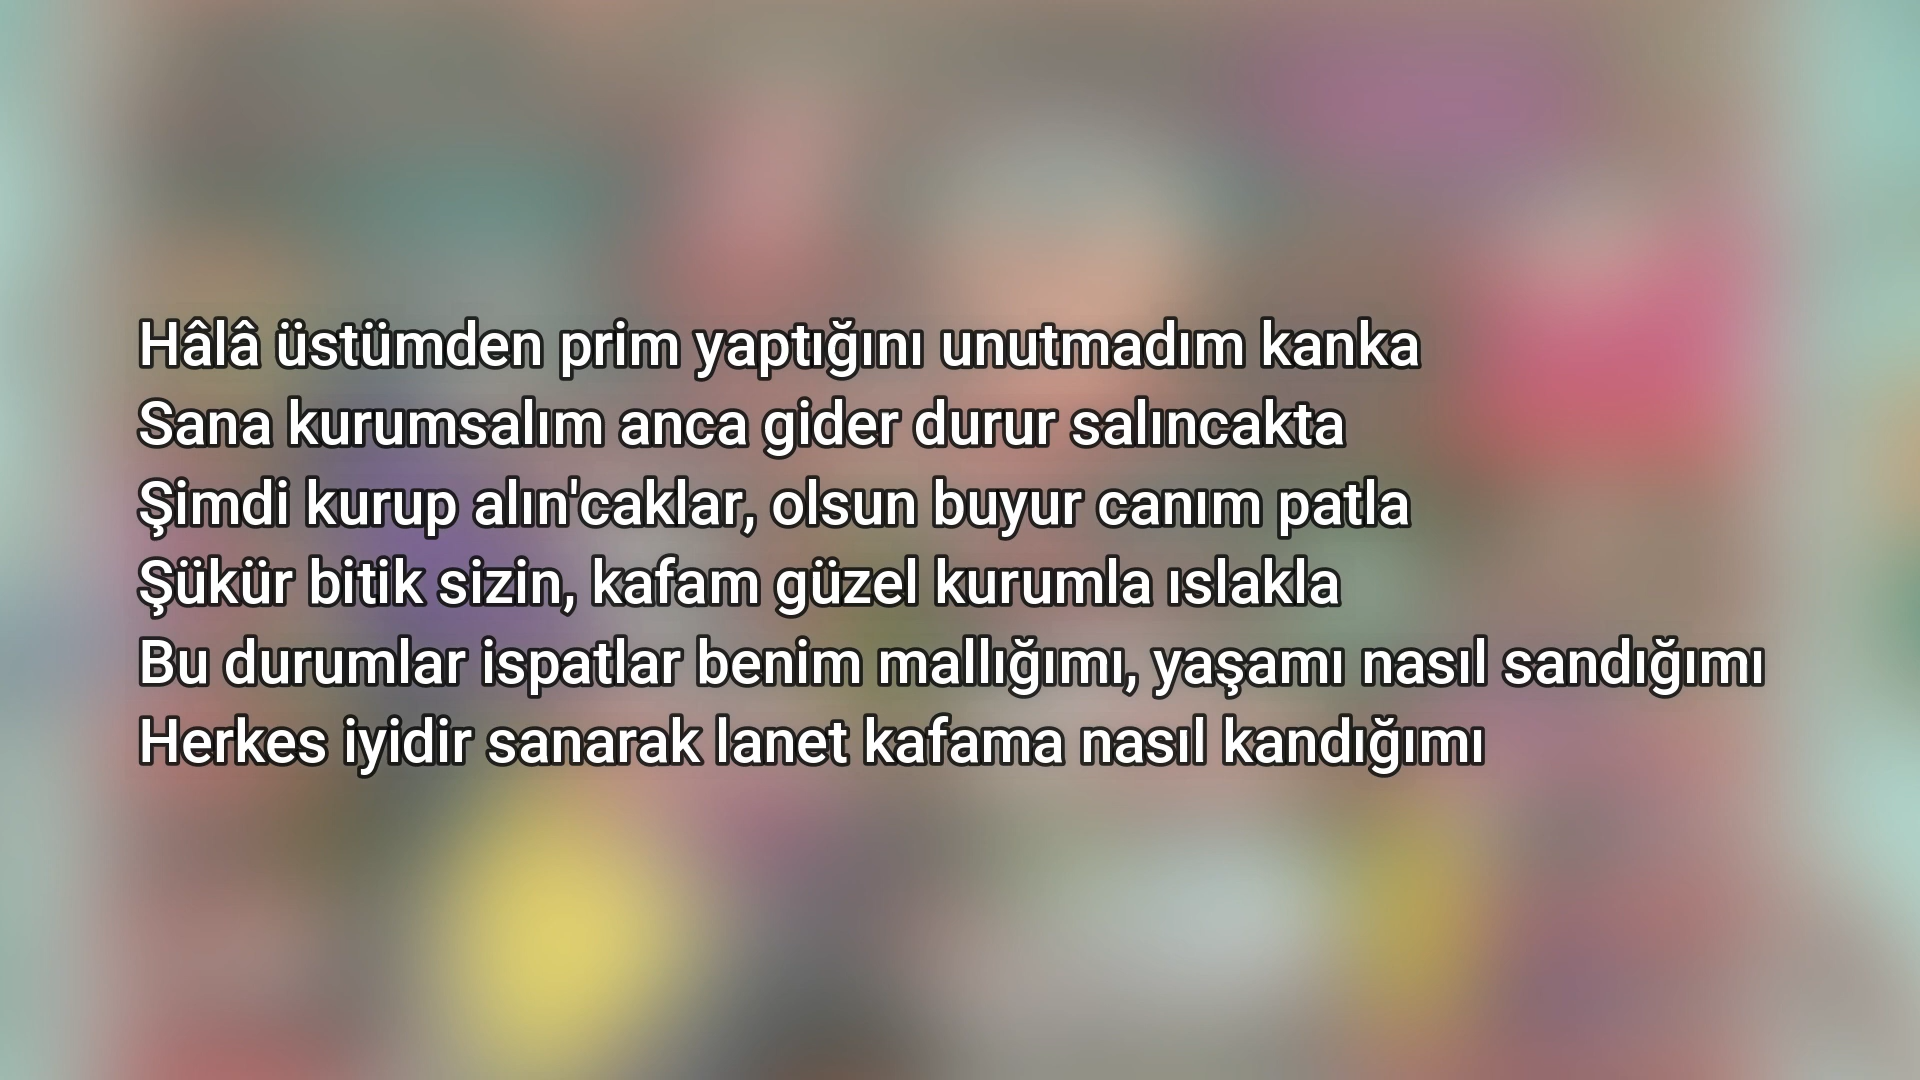 Hâlâ üstümden prim yaptığını unutmadım kanka
Sana kurumsalım anca gider durur salıncakta
Şimdi kurup alın'caklar, olsun buyur canım patla
Şükür bitik sizin, kafam güzel kurumla ıslakla
Bu durumlar ispatlar benim mallığımı, yaşamı nasıl sandığımı
Herkes iyidir sanarak lanet kafama nasıl kandığımı